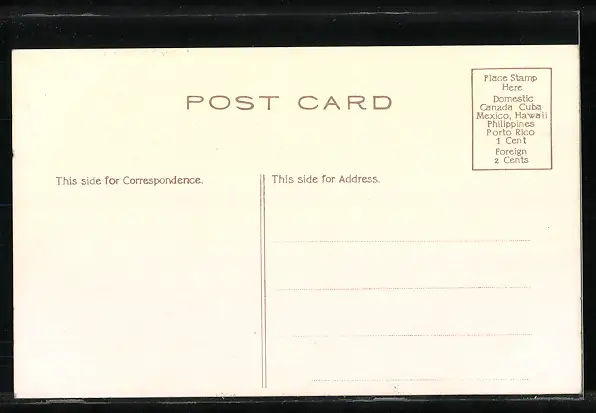 POST CARD
Place Stamp
Here
Domestic
Canada Cuba
Mexico, Hawaii
Philippines
Porto Rico
1 Cent
Foreign
2 Cents
This side for Correspondence.
This side for Address.